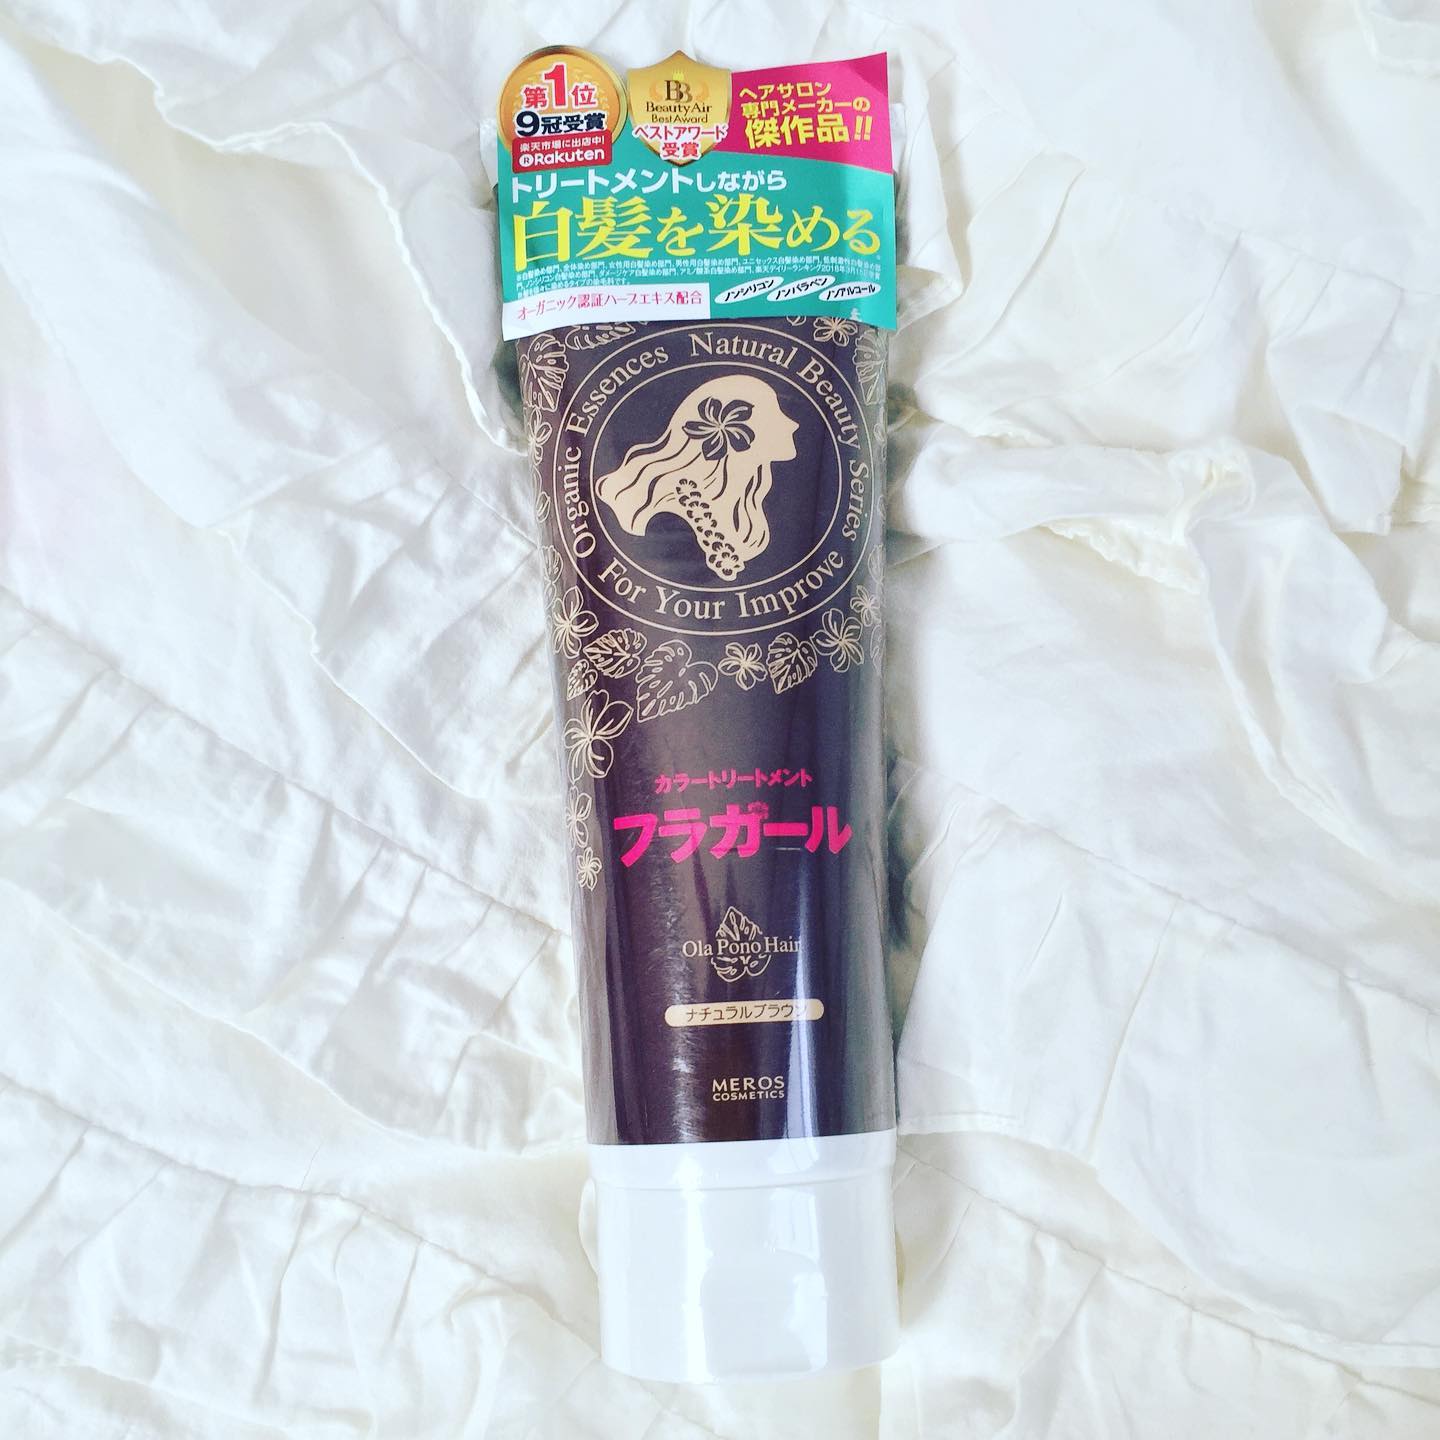 第1位
9冠受賞
楽天市場に出店中!
R Rakuten
BB
BeautyAir
Best Award
ベストアワード
受賞
ヘアサロン
専門メーカーの
傑作品!!
トリートメントしながら
白髪を染める
オーガニック認証ハーブエキス配合
ノンシリコン
ノンパラベン
ノンアルコール
Organic Essences Natural Beauty Series
For Your Improve
カラートリートメント
フラガール
Ola Pono Hair
ナチュラルブラウン
MEROS
COSMETICS